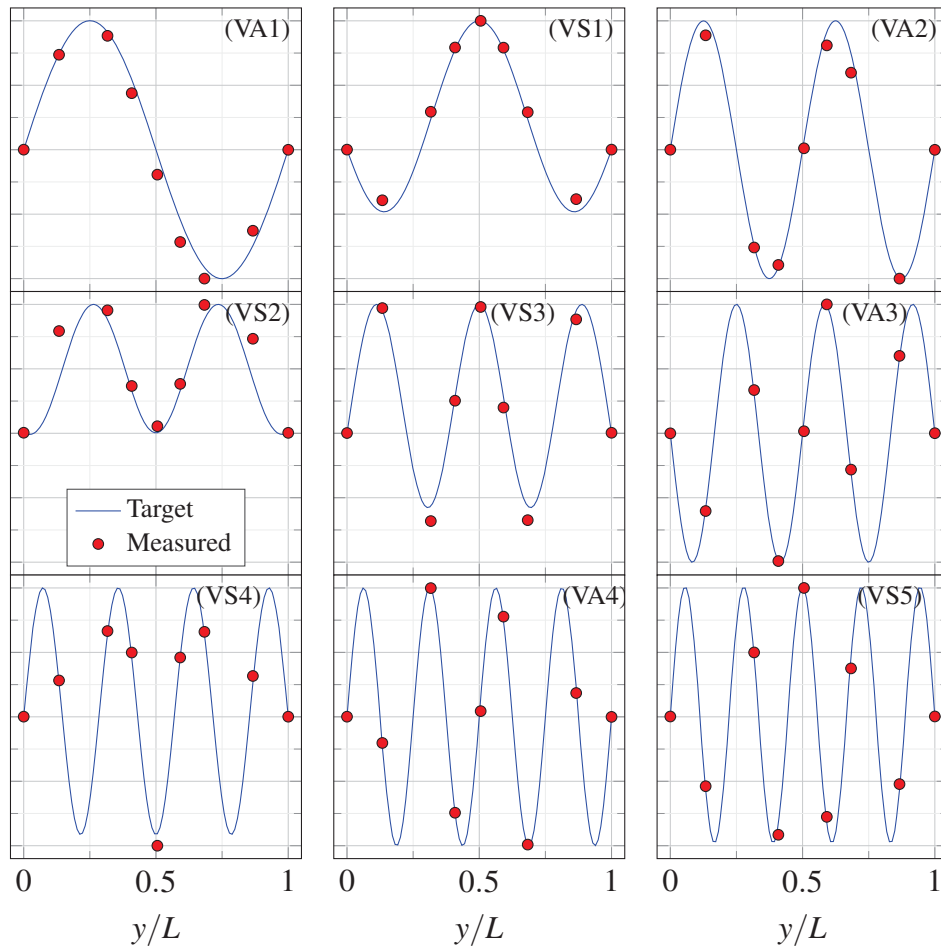 (VA1) (VS1) (VA2)
(VS2) (VS3) (VA3)
Target
Measured
(VS4) (VA4) (VS5)
0 0.5 1 0 0.5 1 0 0.5 1
y/L y/L y/L